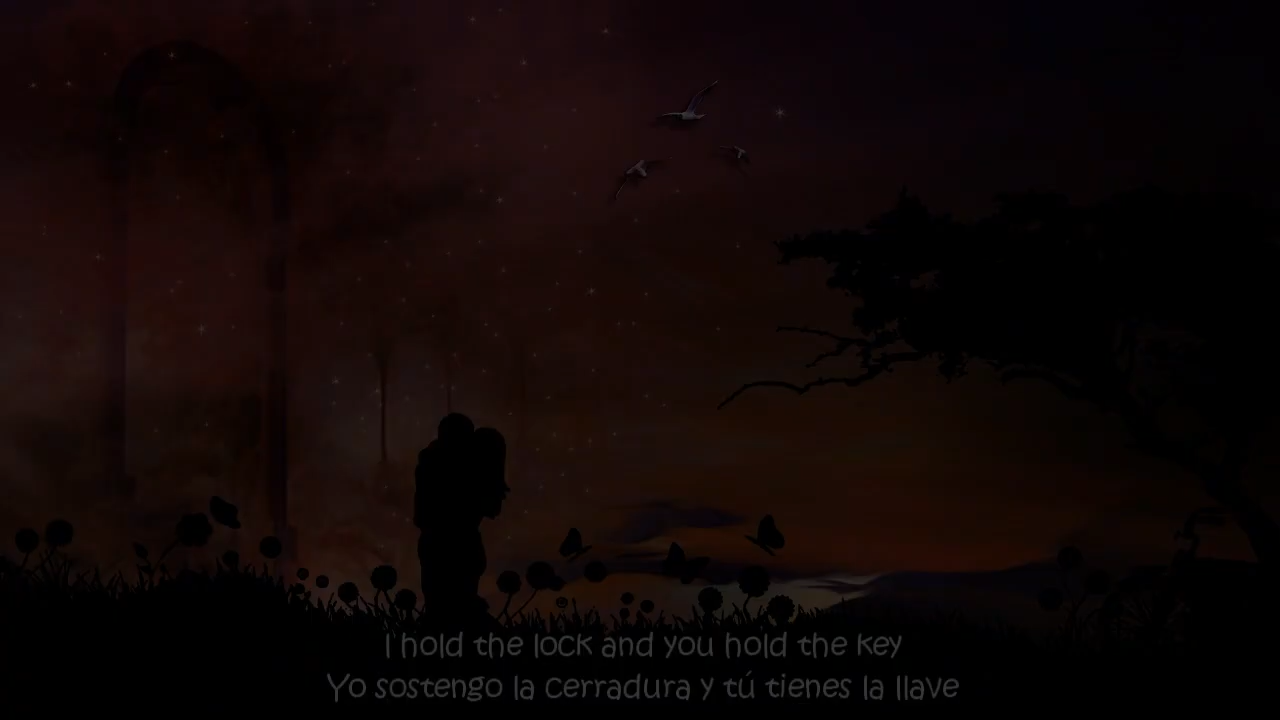 I hold the lock and you hold the key
Yo sostengo la cerradura y tú tienes la llave